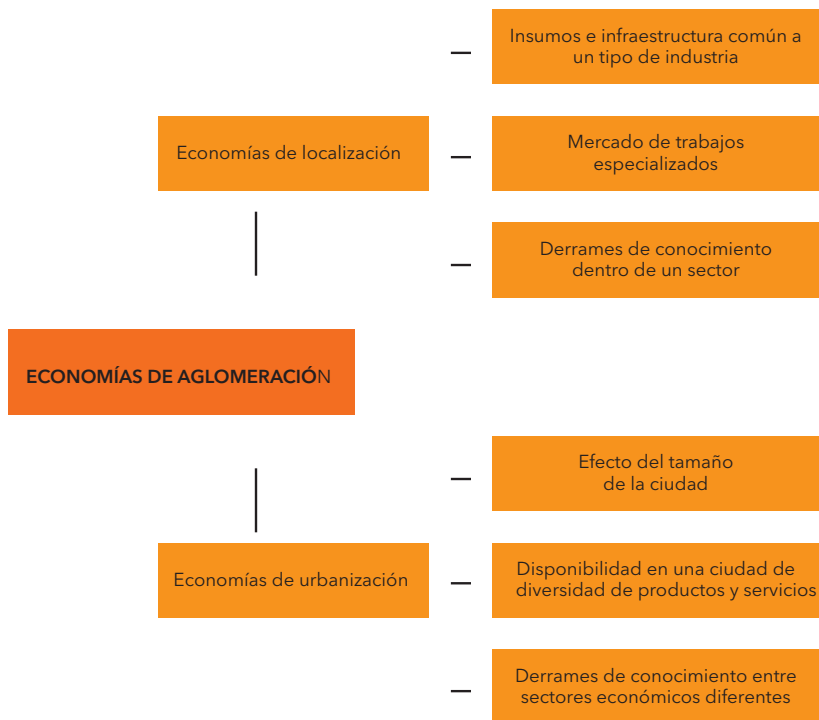 Insumos e infraestructura común a
un tipo de industria
Economías de localización
Mercado de trabajos
especializados
Derrames de conocimiento
dentro de un sector
ECONOMÍAS DE AGLOMERACIÓN
Efecto del tamaño
de la ciudad
Economías de urbanización
Disponibilidad en una ciudad de
diversidad de productos y servicios
Derrames de conocimiento entre
sectores económicos diferentes